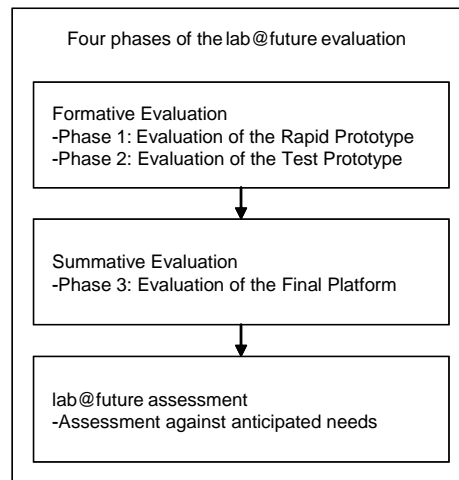 Four phases of the lab@future evaluation
Formative Evaluation
-Phase 1: Evaluation of the Rapid Prototype
-Phase 2: Evaluation of the Test Prototype
Summative Evaluation
-Phase 3: Evaluation of the Final Platform
lab@future assessment
-Assessment against anticipated needs